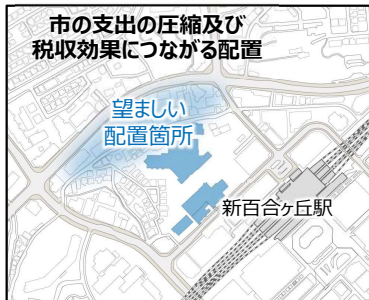 市の支出の圧縮及び
税収効果につながる配置
望ましい
配置箇所
新百合ヶ丘駅